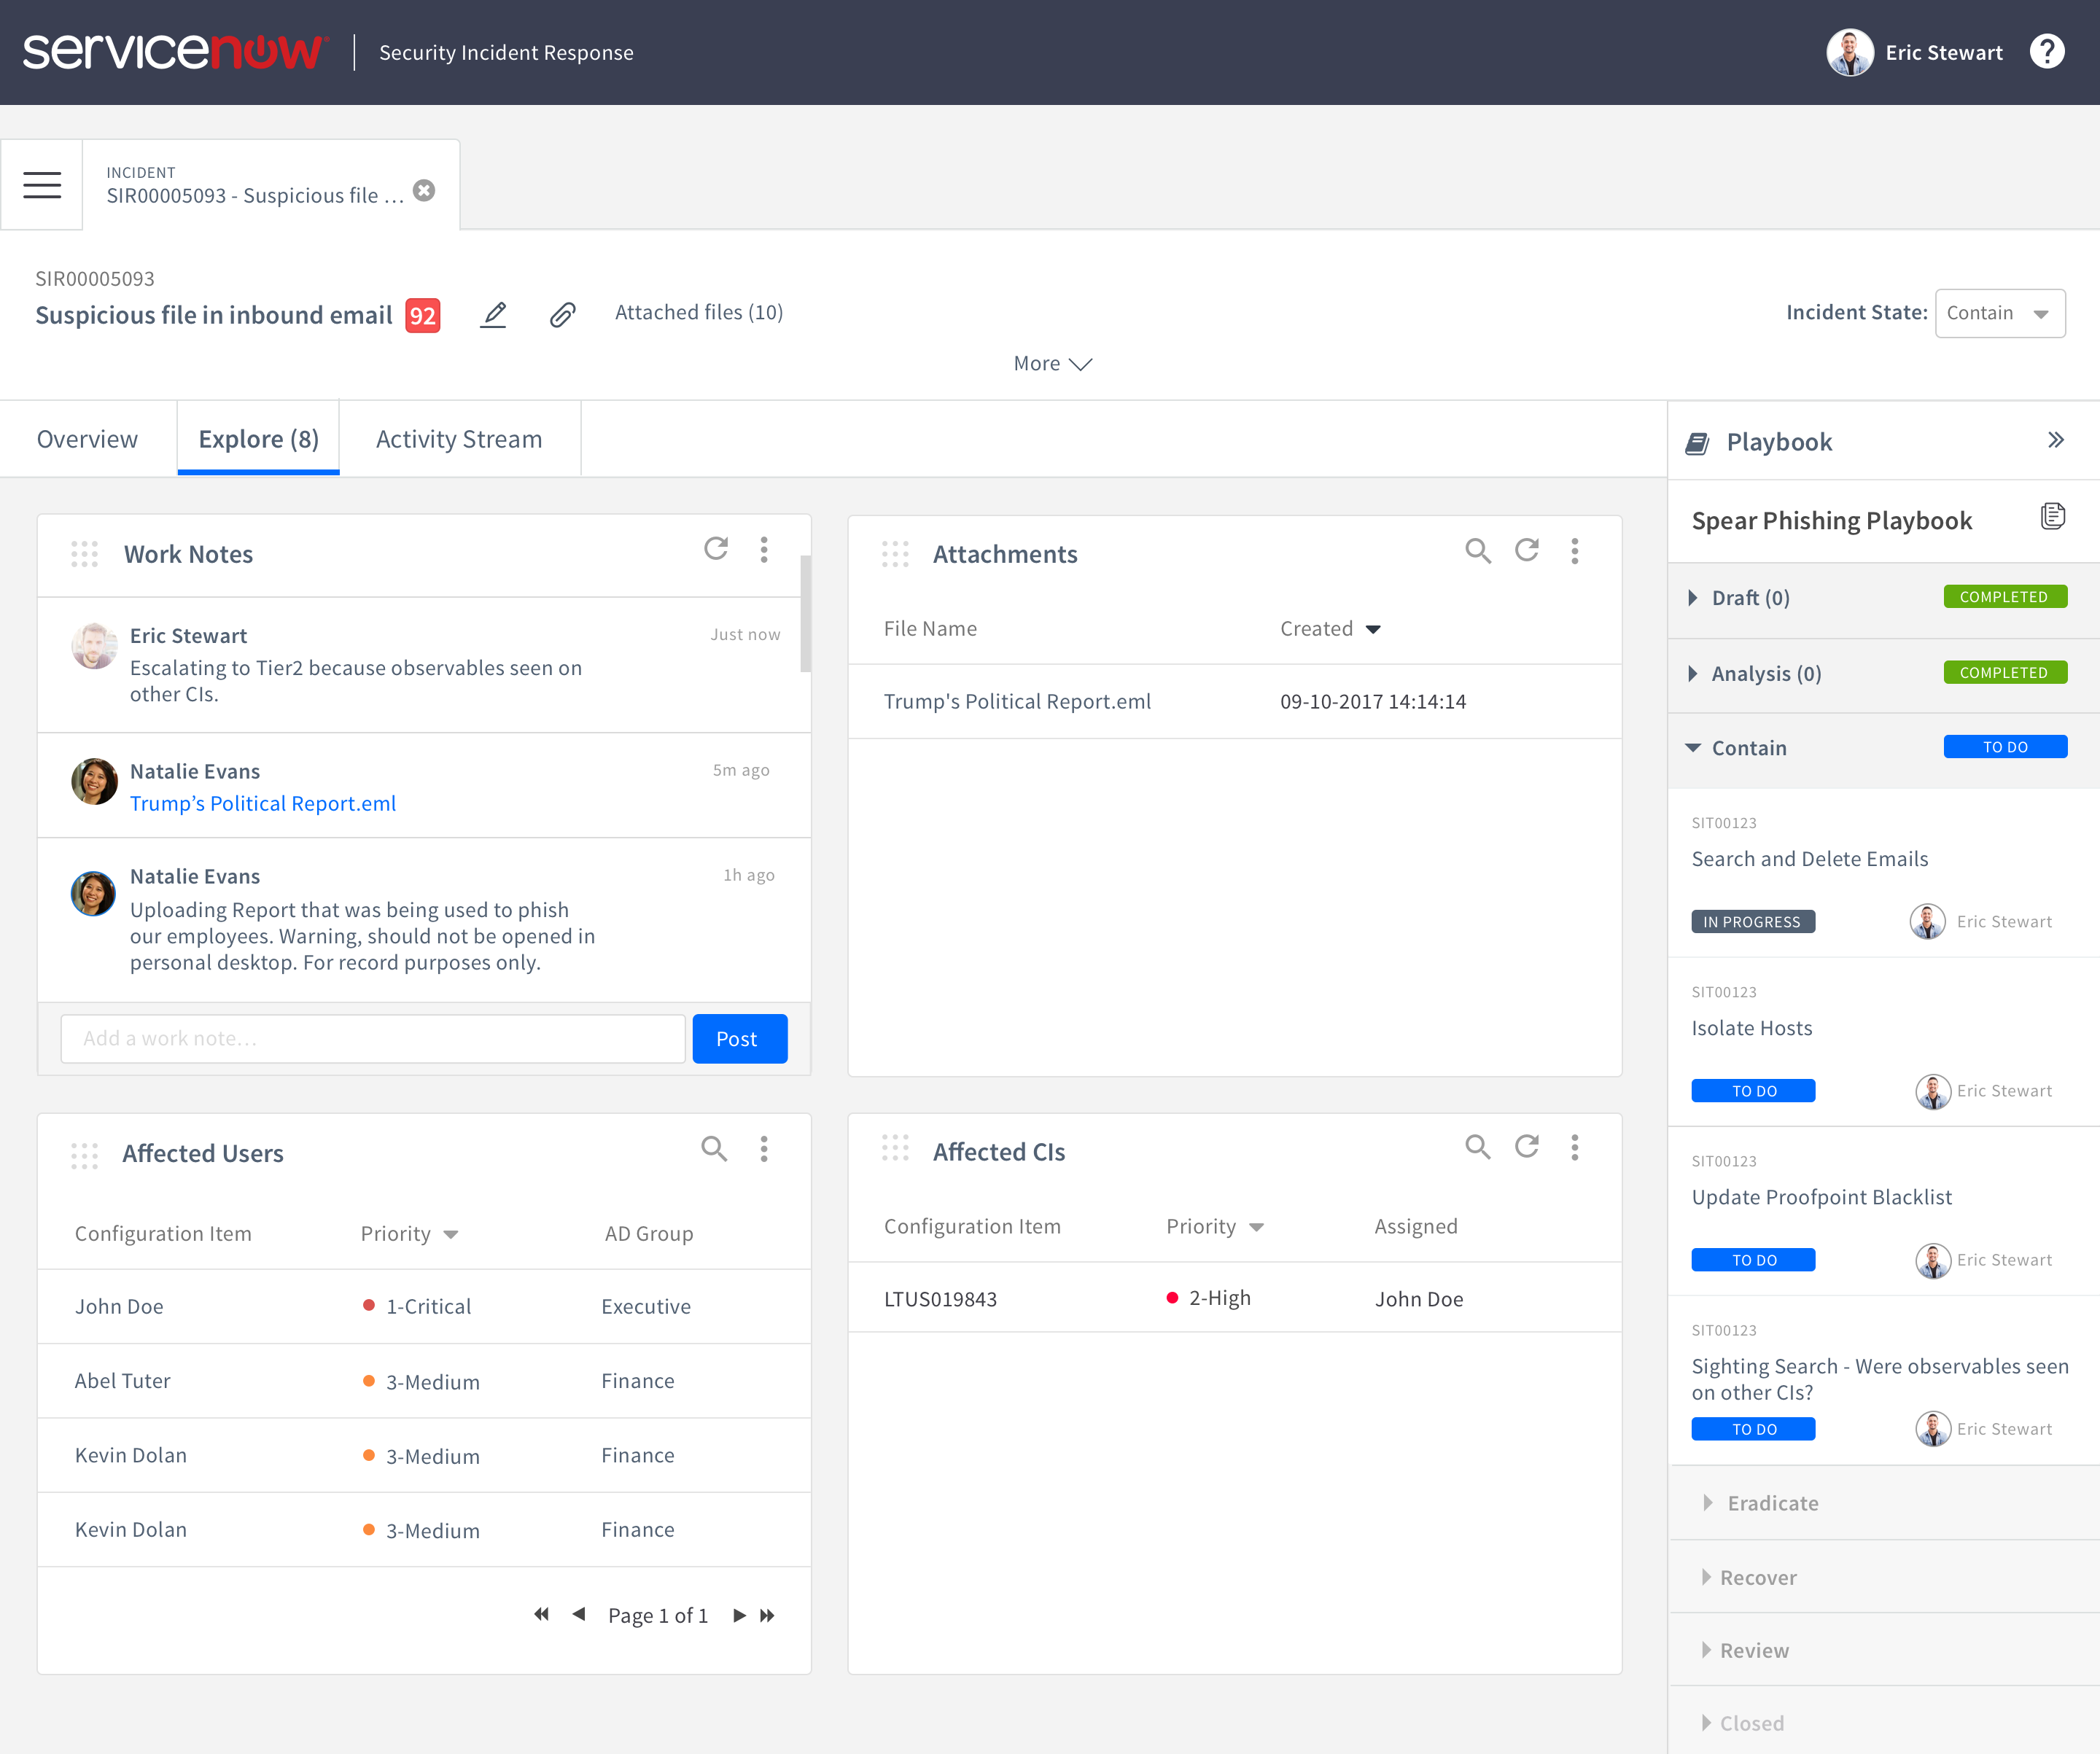 servicenow
Security Incident Response
Eric Stewart
?
INCIDENT
SIR00005093 - Suspicious file ...
SIR00005093
Suspicious file in inbound email 92
Attached files (10)
Incident State: Contain
More
Overview
Explore (8)
Activity Stream
Work Notes
Eric Stewart
Just now
Escalating to Tier2 because observables seen on
other CIs.
Natalie Evans
5m ago
Trump’s Political Report.eml
Natalie Evans
1h ago
Uploading Report that was being used to phish
our employees. Warning, should not be opened in
personal desktop. For record purposes only.
Add a work note...
Post
Attachments
File Name Created
Trump's Political Report.eml 09-10-2017 14:14:14
Affected Users
Configuration Item Priority AD Group
John Doe 1-Critical Executive
Abel Tuter 3-Medium Finance
Kevin Dolan 3-Medium Finance
Kevin Dolan 3-Medium Finance
Page 1 of 1
Affected CIs
Configuration Item Priority Assigned
LTUS019843 2-High John Doe
Playbook
Spear Phishing Playbook
Draft (0) COMPLETED
Analysis (0) COMPLETED
Contain TO DO
SIT00123
Search and Delete Emails
IN PROGRESS Eric Stewart
SIT00123
Isolate Hosts
TO DO Eric Stewart
SIT00123
Update Proofpoint Blacklist
TO DO Eric Stewart
SIT00123
Sighting Search - Were observables seen
on other CIs?
TO DO Eric Stewart
Eradicate
Recover
Review
Closed